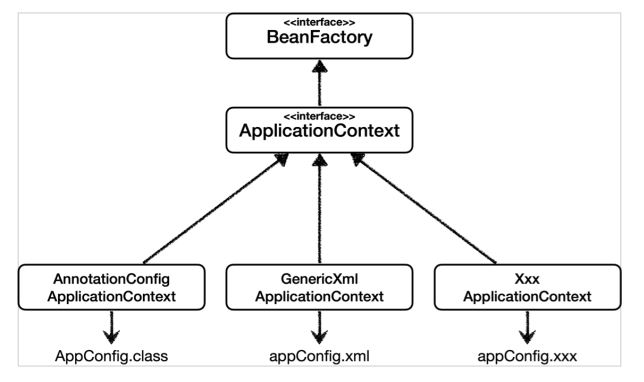 <<interface>>
BeanFactory
<<interface>>
ApplicationContext
AnnotationConfig
ApplicationContext
GenericXml
ApplicationContext
Xxx
ApplicationContext
AppConfig.class
appConfig.xml
appConfig.xxx